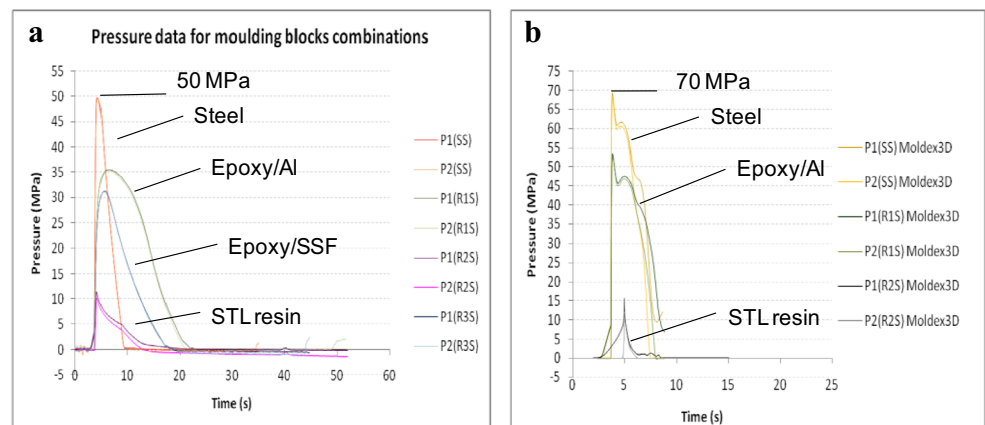 a
Pressure data for moulding blocks combinations
Pressure (MPa)
55
50
45
40
35
30
25
20
15
10
5
0
-5
50 MPa
Steel
Epoxy/Al
Epoxy/SSF
STL resin
0 10 20 30 40 50 60
Time (s)
P1(SS)
P2(SS)
P1(R1S)
P2(R1S)
P1(R2S)
P2(R2S)
P1(R3S)
P2(R3S)
b
Pressure (MPa)
75
70
65
60
55
50
45
40
35
30
25
20
15
10
5
0
-5
70 MPa
Steel
Epoxy/Al
STL resin
0 5 10 15 20 25
Time (s)
P1(SS) Moldex3D
P2(SS) Moldex3D
P1(R1S) Moldex3D
P2(R1S) Moldex3D
P1(R2S) Moldex3D
P2(R2S) Moldex3D